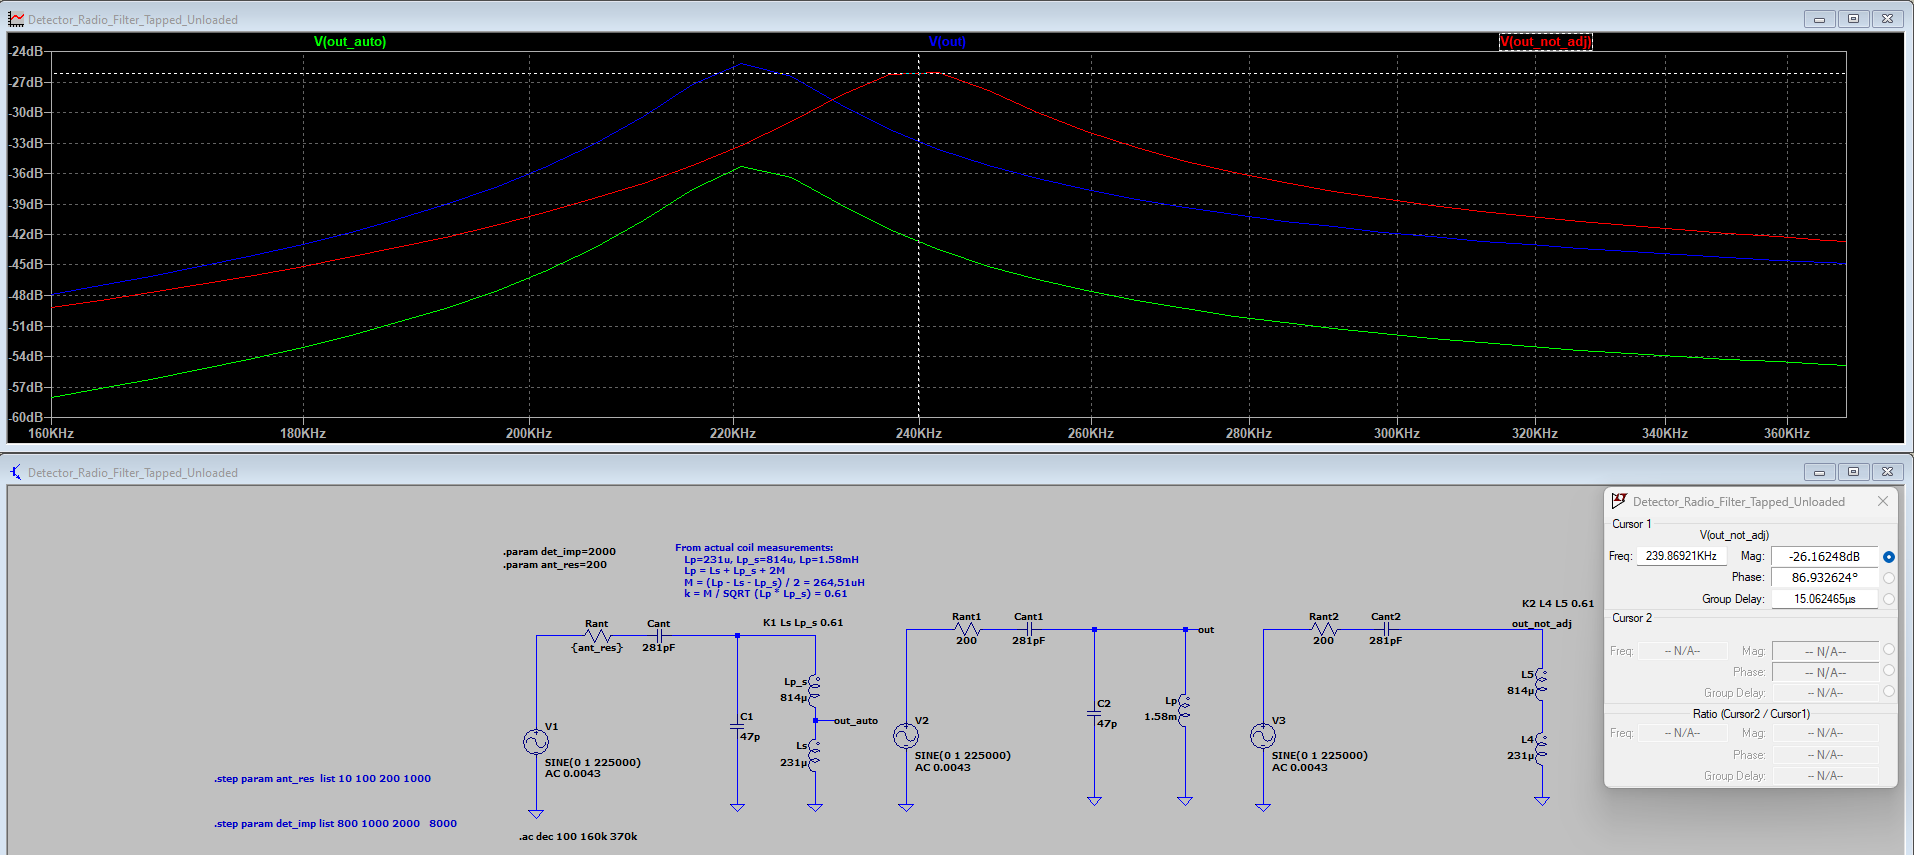 Detector_Radio_Filter_Tapped_Unloaded
V(out_auto) V(out) V(out_not_adj)
-24dB
-27dB
-30dB
-33dB
-36dB
-39dB
-42dB
-45dB
-48dB
-51dB
-54dB
-57dB
-60dB
160KHz 180KHz 200KHz 220KHz 240KHz 260KHz 280KHz 300KHz 320KHz 340KHz 360KHz
Detector_Radio_Filter_Tapped_Unloaded
.param det_imp=2000
.param ant_res=200
From actual coil measurements:
Lp=231u, Lp_s=814u, Lp=1.58mH
Lp = Ls + Lp_s + 2M
M = (Lp - Ls - Lp_s) / 2 = 264,51uH
k = M / SQRT (Lp * Lp_s) = 0.61
Rant
{ant_res}
Cant
281pF
K1 Ls Lp_s 0.61
Lp_s
814µ
out_auto
C1
47p
Ls
231µ
V1
SINE(0 1 225000)
AC 0.0043
.step param ant_res list 10 100 200 1000
.step param det_imp list 800 1000 2000 8000
.ac dec 100 160k 370k
Rant1
200
Cant1
281pF
out
C2
47p
Lp
1.58m
V2
SINE(0 1 225000)
AC 0.0043
Rant2
200
Cant2
281pF
K2 L4 L5 0.61
out_not_adj
L5
814µ
L4
231µ
V3
SINE(0 1 225000)
AC 0.0043
Detector_Radio_Filter_Tapped_Unloaded
Cursor 1
V(out_not_adj)
Freq: 239.86921KHz Mag: -26.16248dB
Phase: 86.932624°
Group Delay: 15.062465µs
Cursor 2
Freq: -- N/A-- Mag: -- N/A--
Phase: -- N/A--
Group Delay: -- N/A--
Ratio (Cursor2 / Cursor1)
Freq: -- N/A-- Mag: -- N/A--
Phase: -- N/A--
Group Delay: -- N/A--